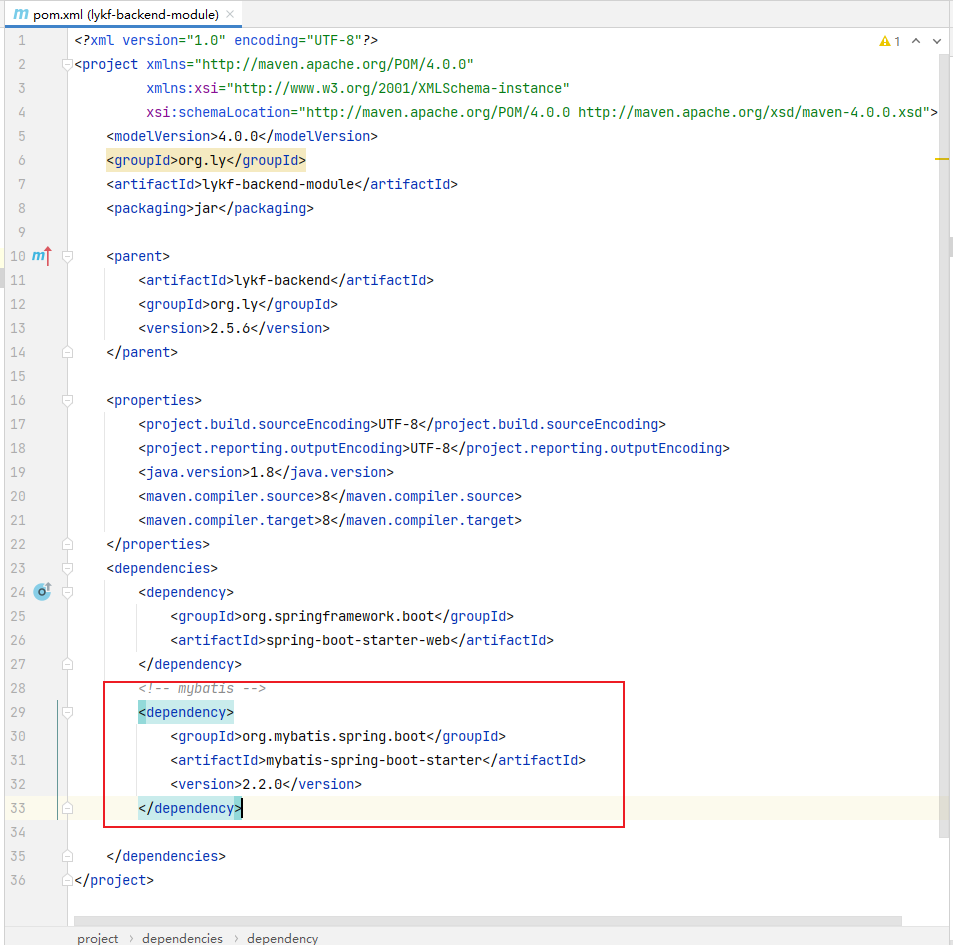 pom.xml (lykf-backend-module)
1
1 <?xml version="1.0" encoding="UTF-8"?>
2 <project xmlns="http://maven.apache.org/POM/4.0.0"
3 xmlns:xsi="http://www.w3.org/2001/XMLSchema-instance"
4 xsi:schemaLocation="http://maven.apache.org/POM/4.0.0 http://maven.apache.org/xsd/maven-4.0.0.xsd">
5 <modelVersion>4.0.0</modelVersion>
6 <groupId>org.ly</groupId>
7 <artifactId>lykf-backend-module</artifactId>
8 <packaging>jar</packaging>
9
10 <parent>
11 <artifactId>lykf-backend</artifactId>
12 <groupId>org.ly</groupId>
13 <version>2.5.6</version>
14 </parent>
15
16 <properties>
17 <project.build.sourceEncoding>UTF-8</project.build.sourceEncoding>
18 <project.reporting.outputEncoding>UTF-8</project.reporting.outputEncoding>
19 <java.version>1.8</java.version>
20 <maven.compiler.source>8</maven.compiler.source>
21 <maven.compiler.target>8</maven.compiler.target>
22 </properties>
23 <dependencies>
24 <dependency>
25 <groupId>org.springframework.boot</groupId>
26 <artifactId>spring-boot-starter-web</artifactId>
27 </dependency>
28 <!-- mybatis -->
29 <dependency>
30 <groupId>org.mybatis.spring.boot</groupId>
31 <artifactId>mybatis-spring-boot-starter</artifactId>
32 <version>2.2.0</version>
33 </dependency>
34
35 </dependencies>
36 </project>
project › dependencies › dependency